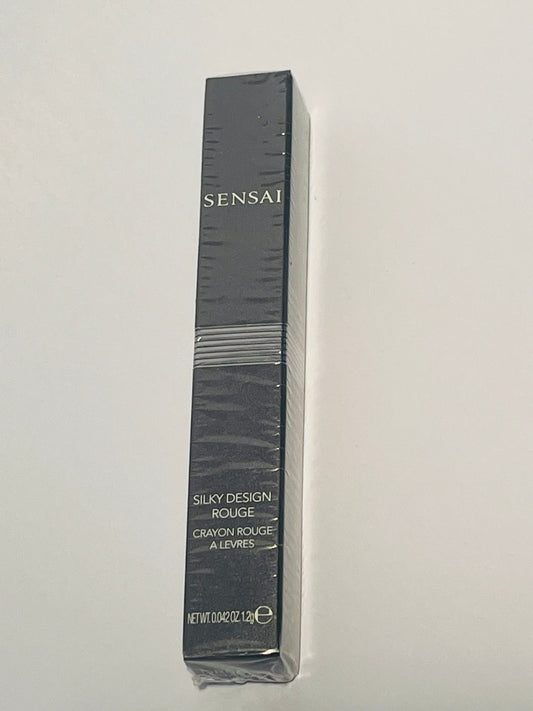 SENSAI
SILKY DESIGN
ROUGE
CRAYON ROUGE
A LEVRES
NET WT. 0.042 OZ. 1.2g ℮